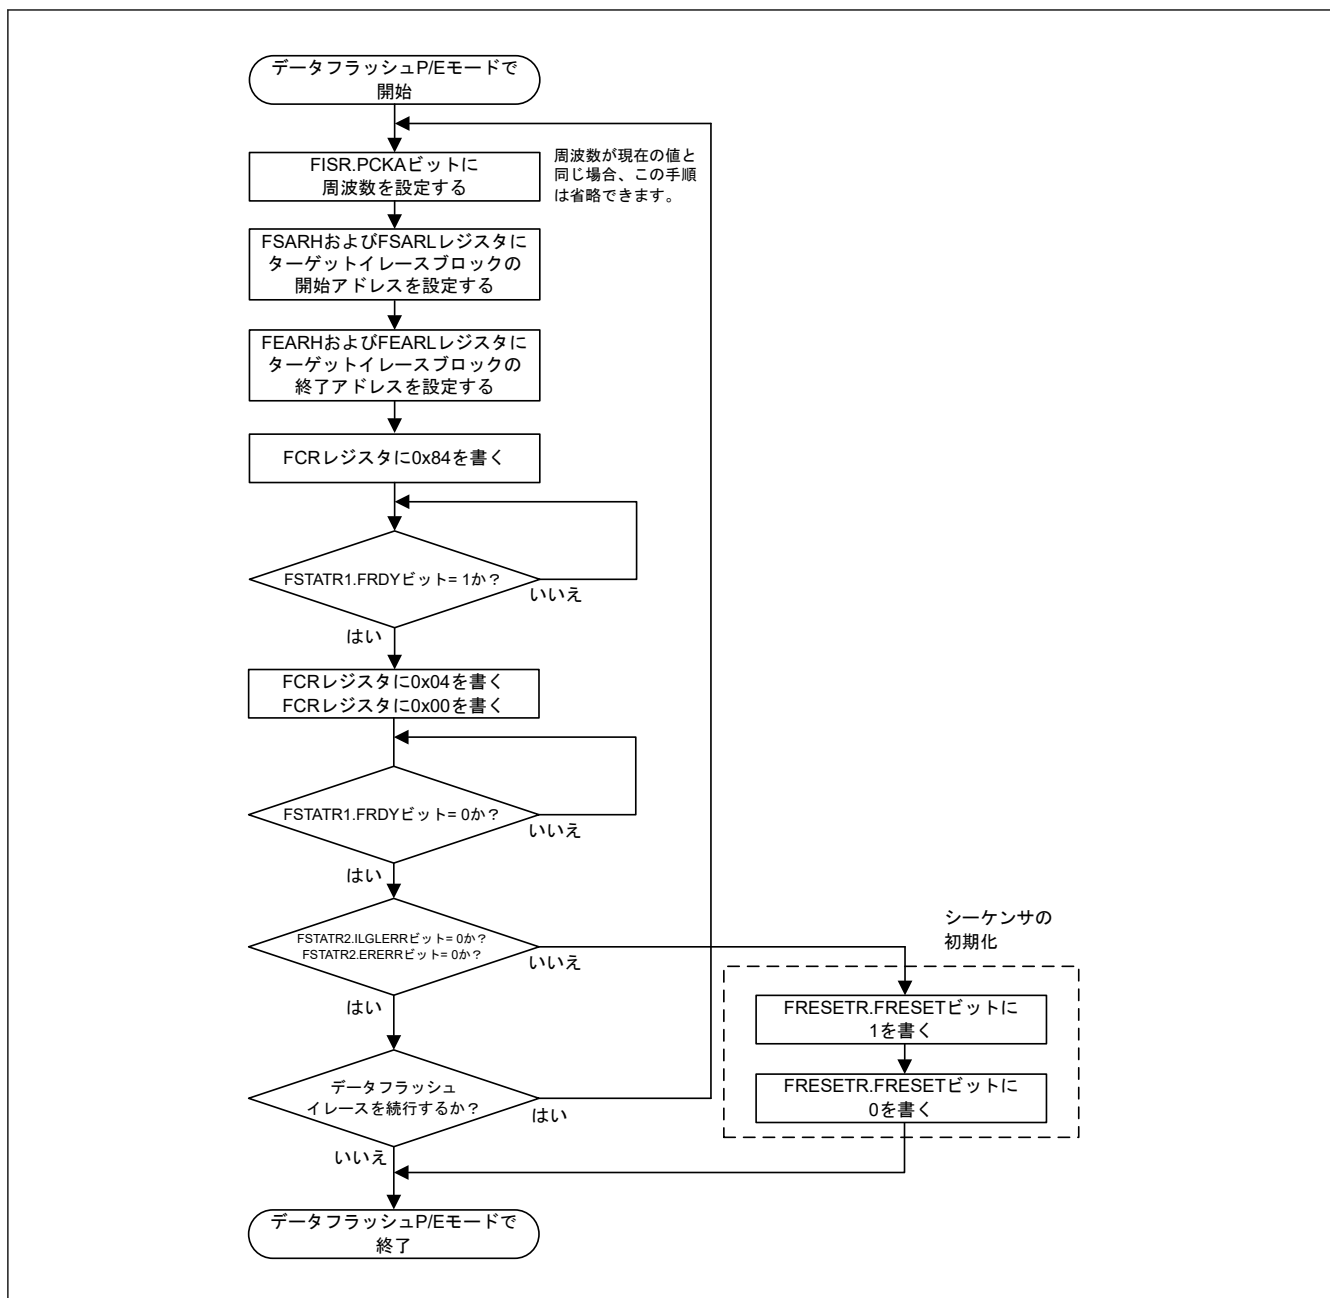 データフラッシュP/Eモードで
開始
FISR.PCKAビットに
周波数を設定する
周波数が現在の値と
同じ場合、この手順
は省略できます。
FSARHおよびFSARLレジスタに
ターゲットイレースブロックの
開始アドレスを設定する
FEARHおよびFEARLレジスタに
ターゲットイレースブロックの
終了アドレスを設定する
FCRレジスタに0x84を書く
FSTATR1.FRDYビット= 1か？
いいえ
はい
FCRレジスタに0x04を書く
FCRレジスタに0x00を書く
FSTATR1.FRDYビット= 0か？
いいえ
はい
FSTATR2.ILGLERRビット= 0か？
FSTATR2.ERERRビット= 0か？
いいえ
はい
シーケンサの
初期化
FRESETR.FRESETビットに
1を書く
FRESETR.FRESETビットに
0を書く
データフラッシュ
イレースを続行するか？
はい
いいえ
データフラッシュP/Eモードで
終了